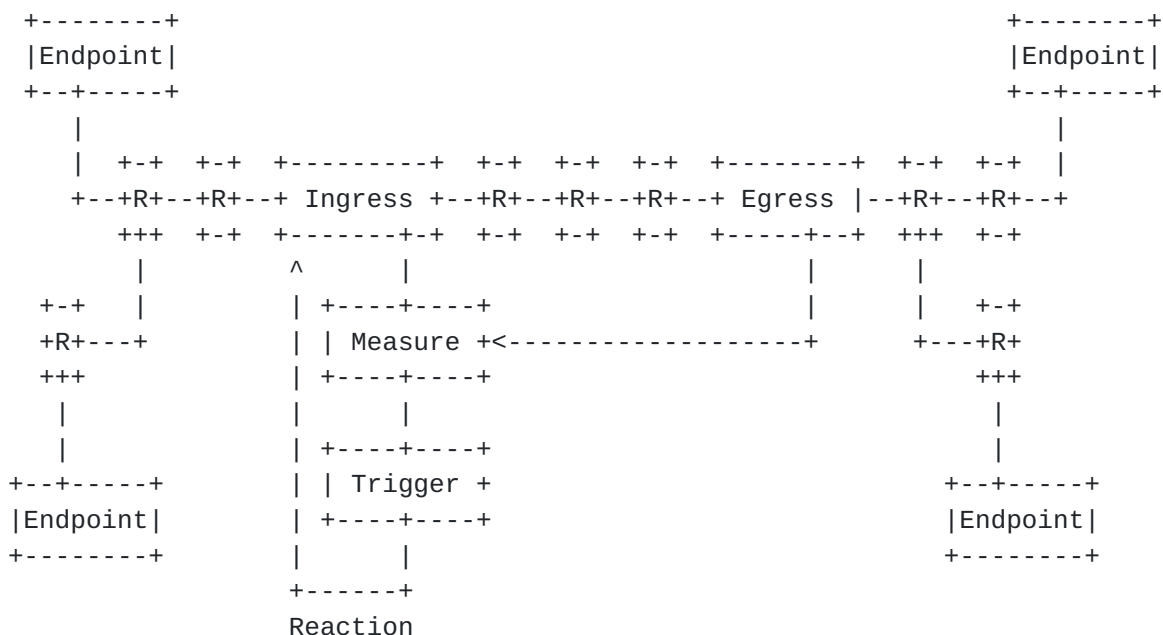 Endpoint Endpoint
R R Ingress R R R Egress R R
R Measure R
Trigger
Endpoint Endpoint
Reaction